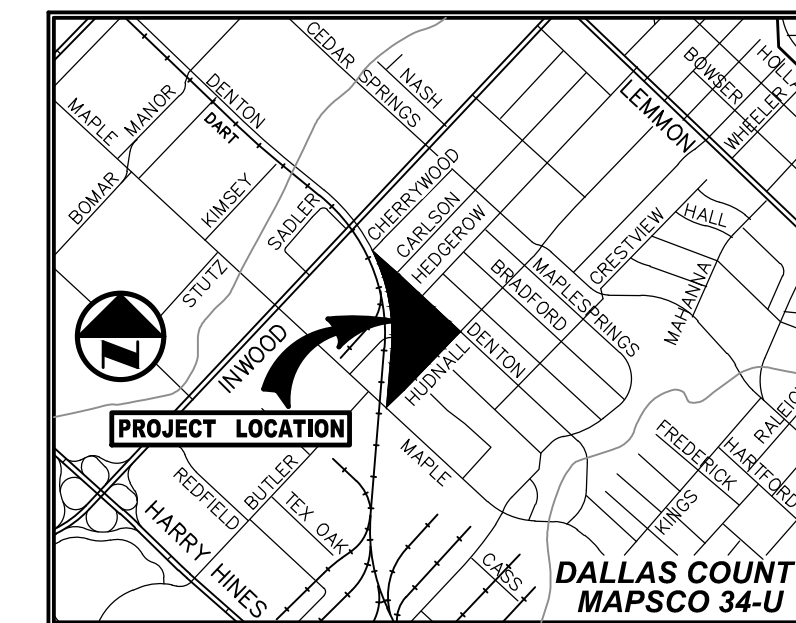 CEDAR SPRINGS
NASH
BOWSER
WHEELER
LEMMON
DENTON
DART
MAPLE
MANOR
BOMAR
KIMSEY
SADLER
STUTZ
CHERRYWOOD
CARLSON
HEDGEROW
HALL
CRESTVIEW
MAHANNA
MAPLESPRINGS
BRADFORD
DENTON
HUDNALL
INWOOD
N
PROJECT LOCATION
MAPLE
REDFIELD
BUTLER
TEX OAK
HARRY HINES
CASS
FREDERICK
HARTFORD
KINGS
DALLAS COUNT
MAPSCO 34-U